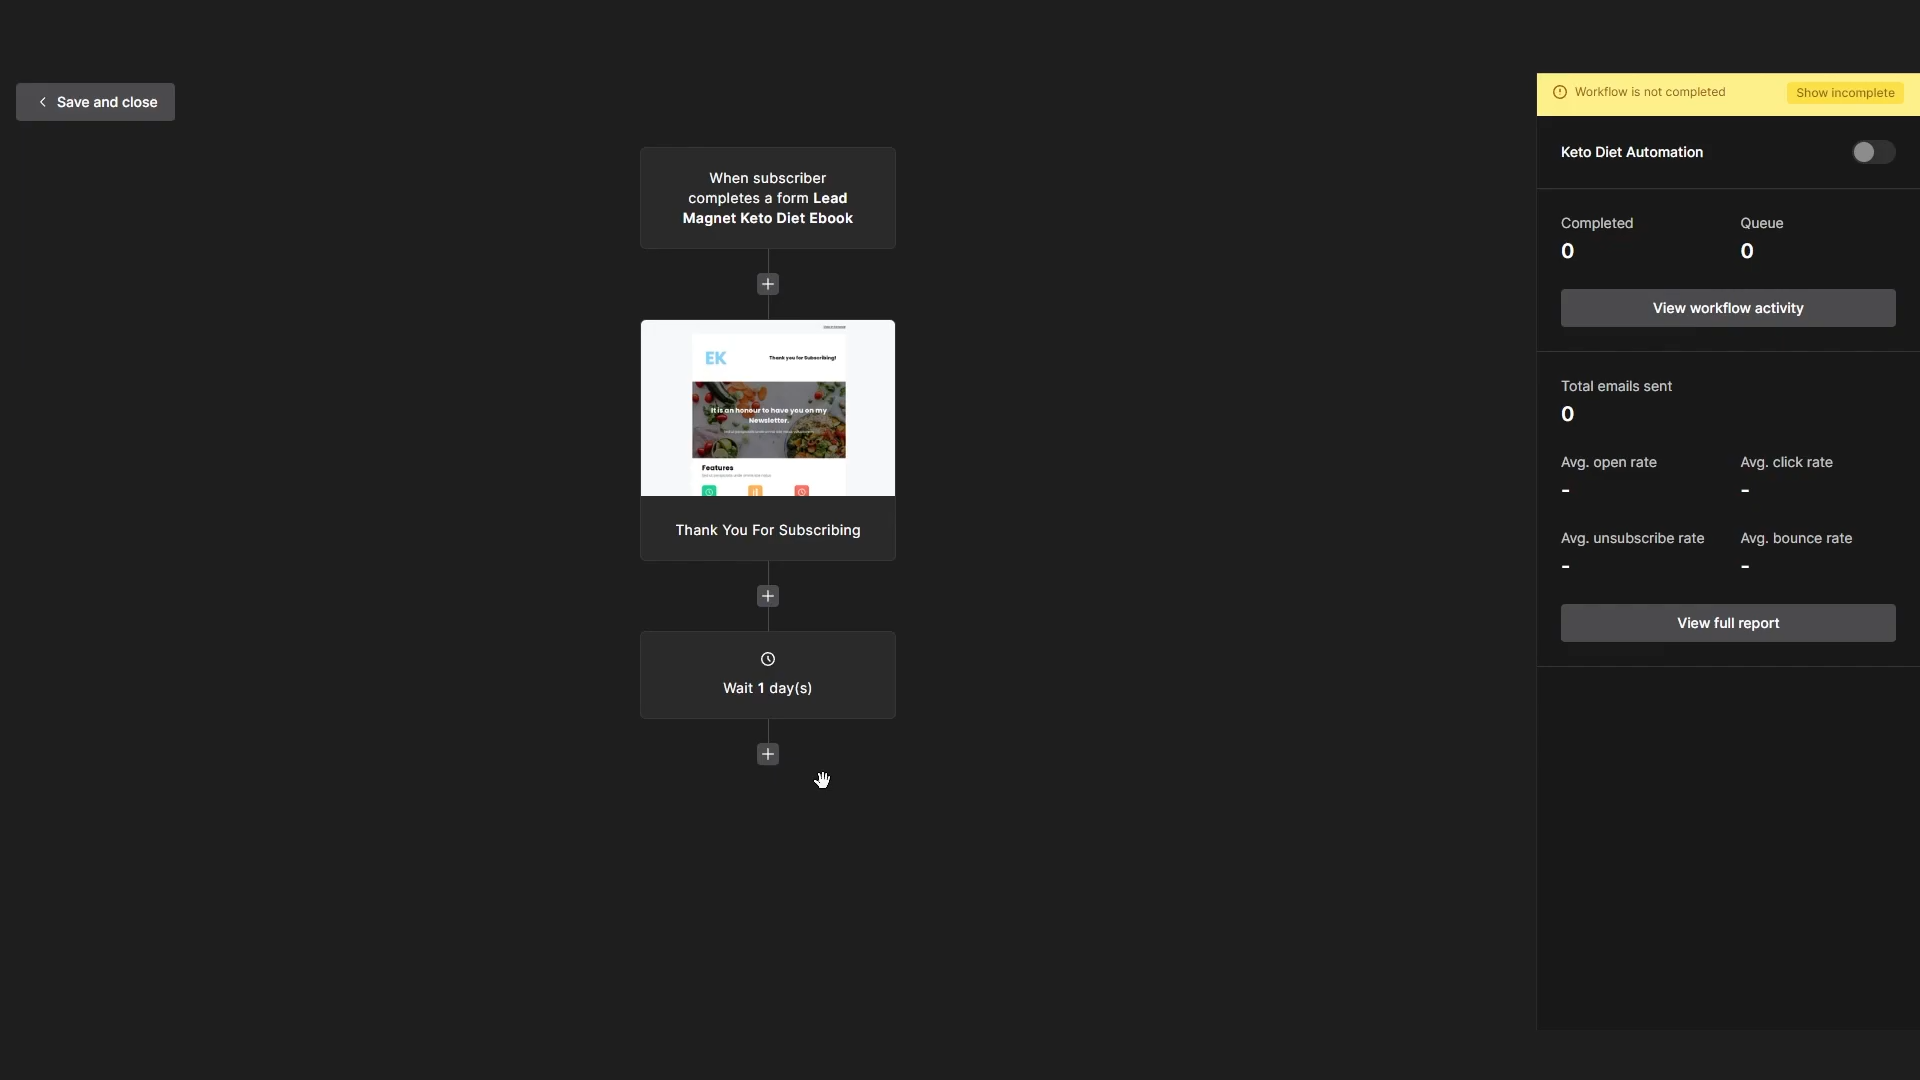 Save and close
Workflow is not completed
Show incomplete
When subscriber
completes a form Lead
Magnet Keto Diet Ebook
Keto Diet Automation
Completed
Queue
0
0
View workflow activity
EK
Thank you for Subscribing!
It is an honour to have you on my
Newsletter.
Features
Thank You For Subscribing
Total emails sent
0
Avg. open rate
Avg. click rate
-
-
Avg. unsubscribe rate
Avg. bounce rate
-
-
View full report
Wait 1 day(s)